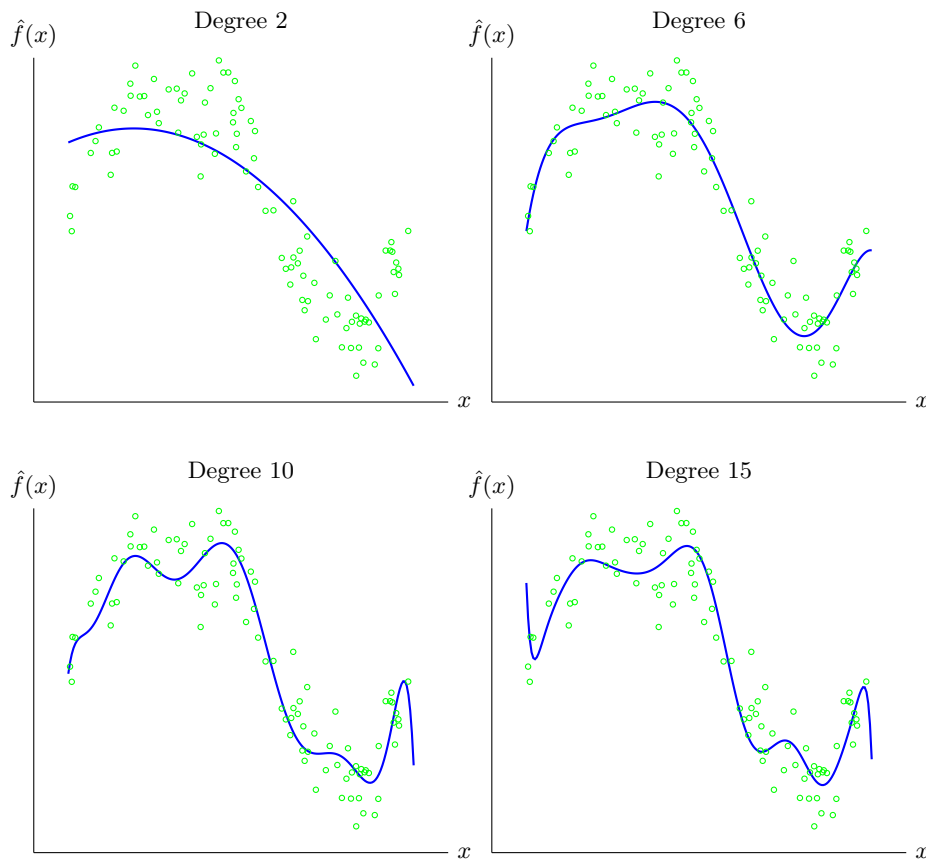 Degree 2
f̂(x)
x
Degree 6
f̂(x)
x
Degree 10
f̂(x)
x
Degree 15
f̂(x)
x